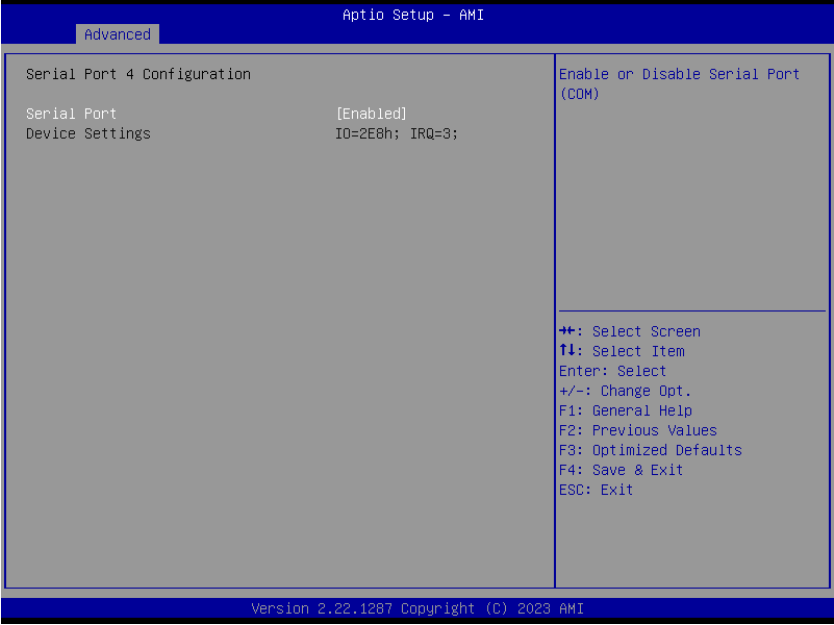 Aptio Setup - AMI
Advanced
Serial Port 4 Configuration
Serial Port [Enabled]
Device Settings IO=2E8h; IRQ=3;
Enable or Disable Serial Port
(COM)
→←: Select Screen
↑↓: Select Item
Enter: Select
+/-: Change Opt.
F1: General Help
F2: Previous Values
F3: Optimized Defaults
F4: Save & Exit
ESC: Exit
Version 2.22.1287 Copyright (C) 2023 AMI